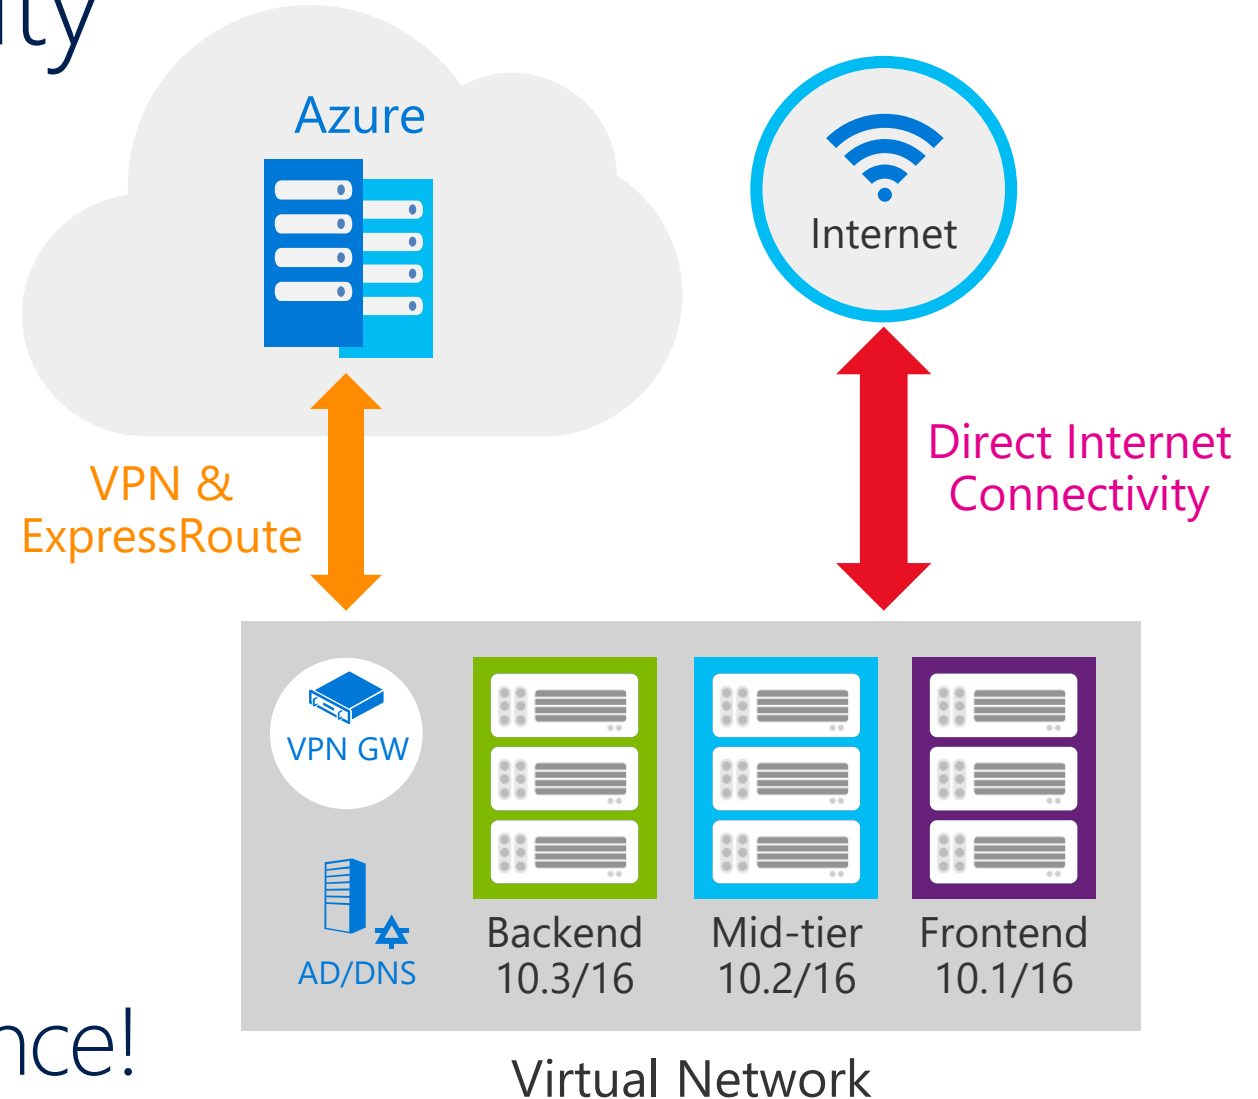 Azure
Internet
VPN &
ExpressRoute
Direct Internet
Connectivity
VPN GW
AD/DNS
Backend
10.3/16
Mid-tier
10.2/16
Frontend
10.1/16
Virtual Network